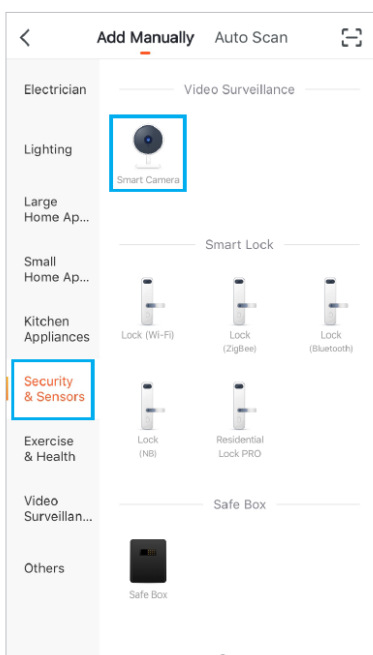 Add Manually Auto Scan
Electrician
Lighting
Large
Home Ap...
Small
Home Ap...
Kitchen
Appliances
Security
& Sensors
Exercise
& Health
Video
Surveillan...
Others
Video Surveillance
Smart Camera
Smart Lock
Lock (Wi-Fi)
Lock
(ZigBee)
Lock
(Bluetooth)
Lock
(NB)
Residential
Lock PRO
Safe Box
Safe Box